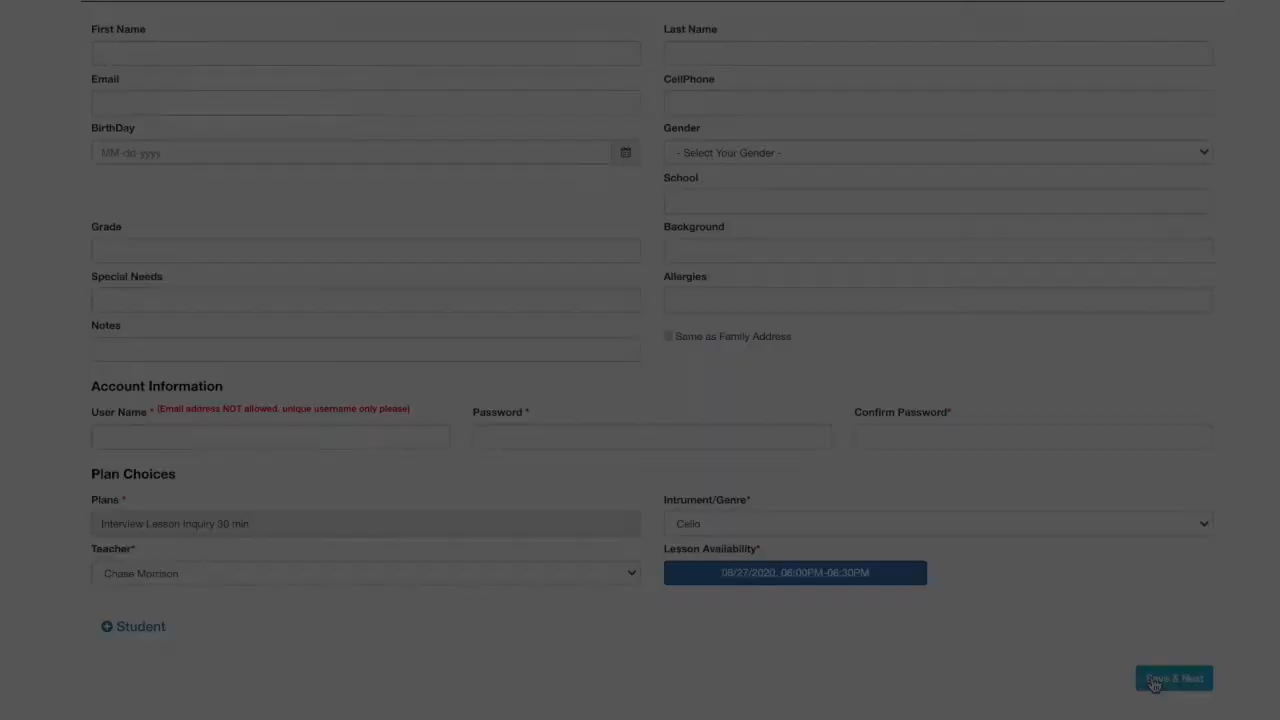 First Name
Last Name
Email
CellPhone
BirthDay
Gender
MM-dd-yyyy
- Select Your Gender -
School
Grade
Background
Special Needs
Allergies
Notes
Same as Family Address
Account Information
User Name * (Email address NOT allowed, unique username only please)
Password *
Confirm Password*
Plan Choices
Plans *
Intrument/Genre*
Interview Lesson Inquiry 30 min
Cello
Teacher*
Lesson Availability*
Chase Morrison
08/27/2020, 06:00PM-06:30PM
Student
Save & Next